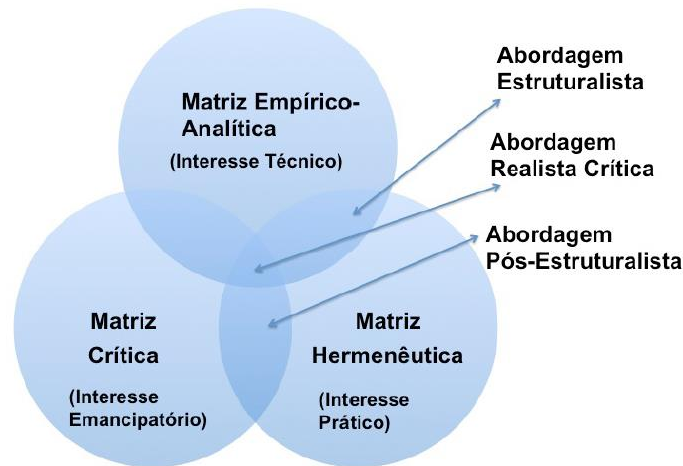 Matriz Empírico-
Analítica
(Interesse Técnico)
Abordagem
Estruturalista
Abordagem
Realista Crítica
Abordagem
Pós-Estruturalista
Matriz
Crítica
(Interesse
Emancipatório)
Matriz
Hermenêutica
(Interesse
Prático)